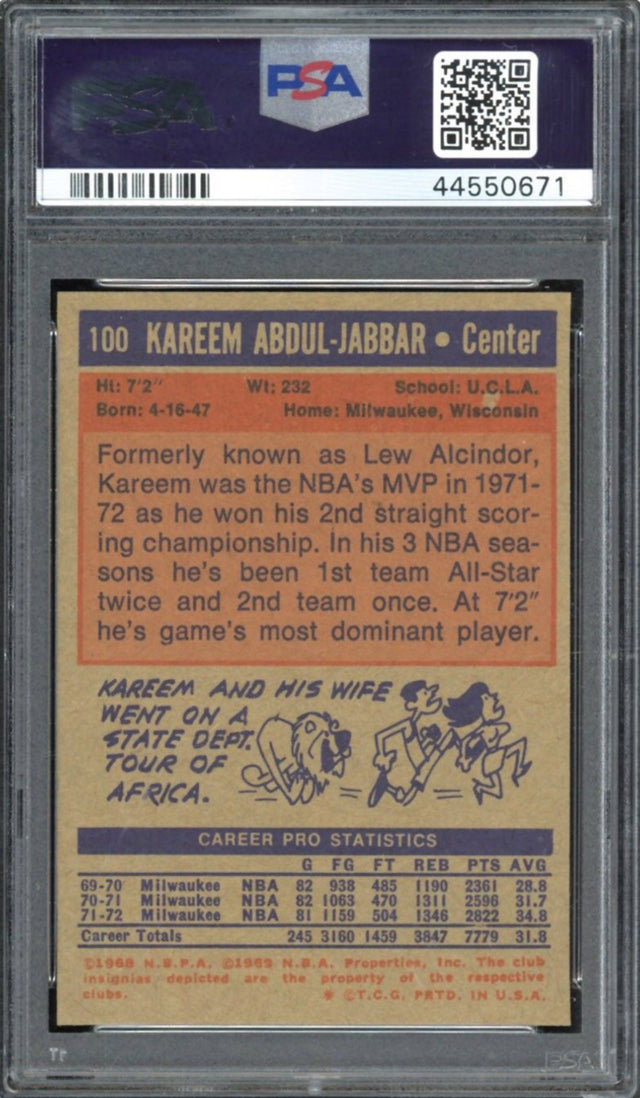 PSA
PSA
44550671
100 KAREEM ABDUL-JABBAR • Center
Ht: 7'2" Wt: 232 School: U.C.L.A.
Born: 4-16-47 Home: Milwaukee, Wisconsin
Formerly known as Lew Alcindor,
Kareem was the NBA's MVP in 1971-
72 as he won his 2nd straight scor-
ing championship. In his 3 NBA sea-
sons he's been 1st team All-Star
twice and 2nd team once. At 7'2"
he's game's most dominant player.
KAREEM AND HIS WIFE
WENT ON A
STATE DEPT.
TOUR OF
AFRICA.
CAREER PRO STATISTICS
G FG FT REB PTS AVG
69-70 Milwaukee NBA 82 938 485 1190 2361 28.8
70-71 Milwaukee NBA 82 1063 470 1311 2596 31.7
71-72 Milwaukee NBA 81 1159 504 1346 2822 34.8
Career Totals 245 3160 1459 3847 7779 31.8
©1968 N.B.P.A. ©1969 N.B.A. Properties, Inc. The club
insignias depicted are the property of the respective
clubs. * ©T.C.G. PRTD. IN U.S.A.
PSA